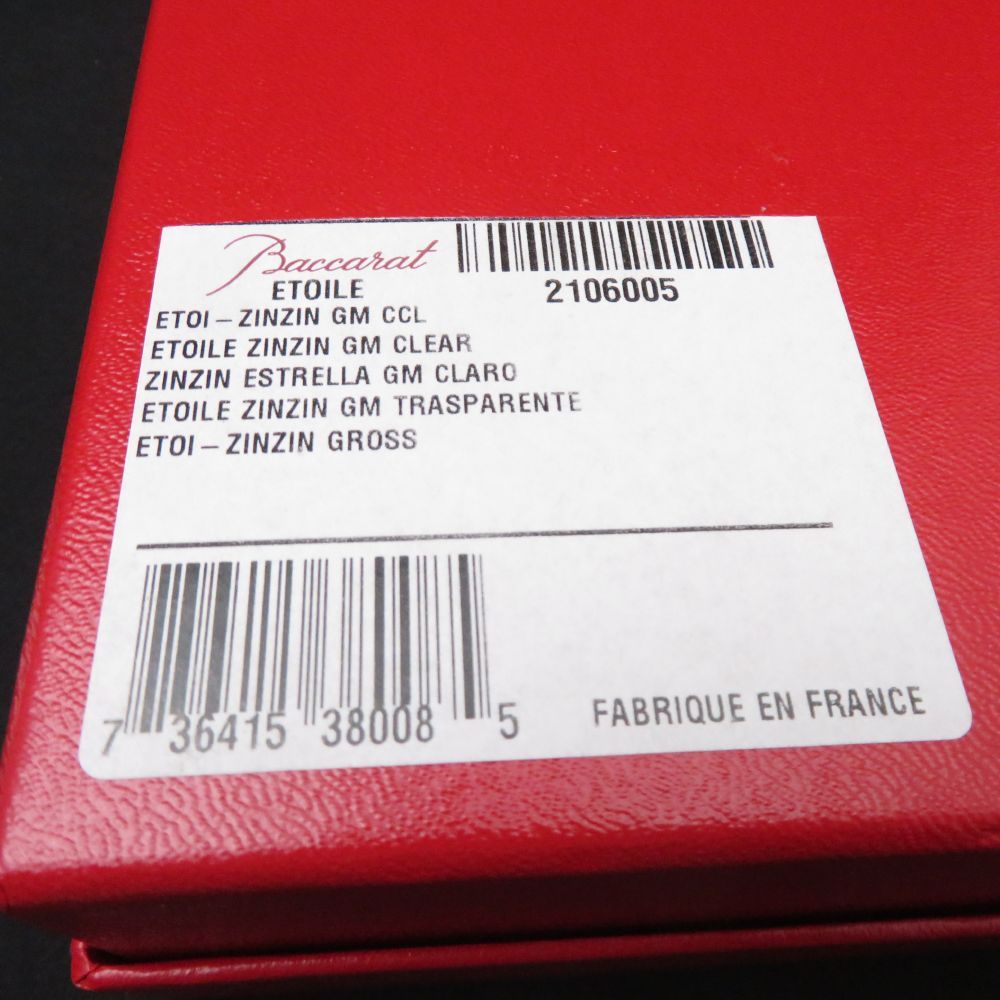 Baccarat
ETOILE
2106005
ETOI – ZINZIN GM CCL
ETOILE ZINZIN GM CLEAR
ZINZIN ESTRELLA GM CLARO
ETOILE ZINZIN GM TRASPARENTE
ETOI – ZINZIN GROSS
7 36415 38008 5
FABRIQUE EN FRANCE